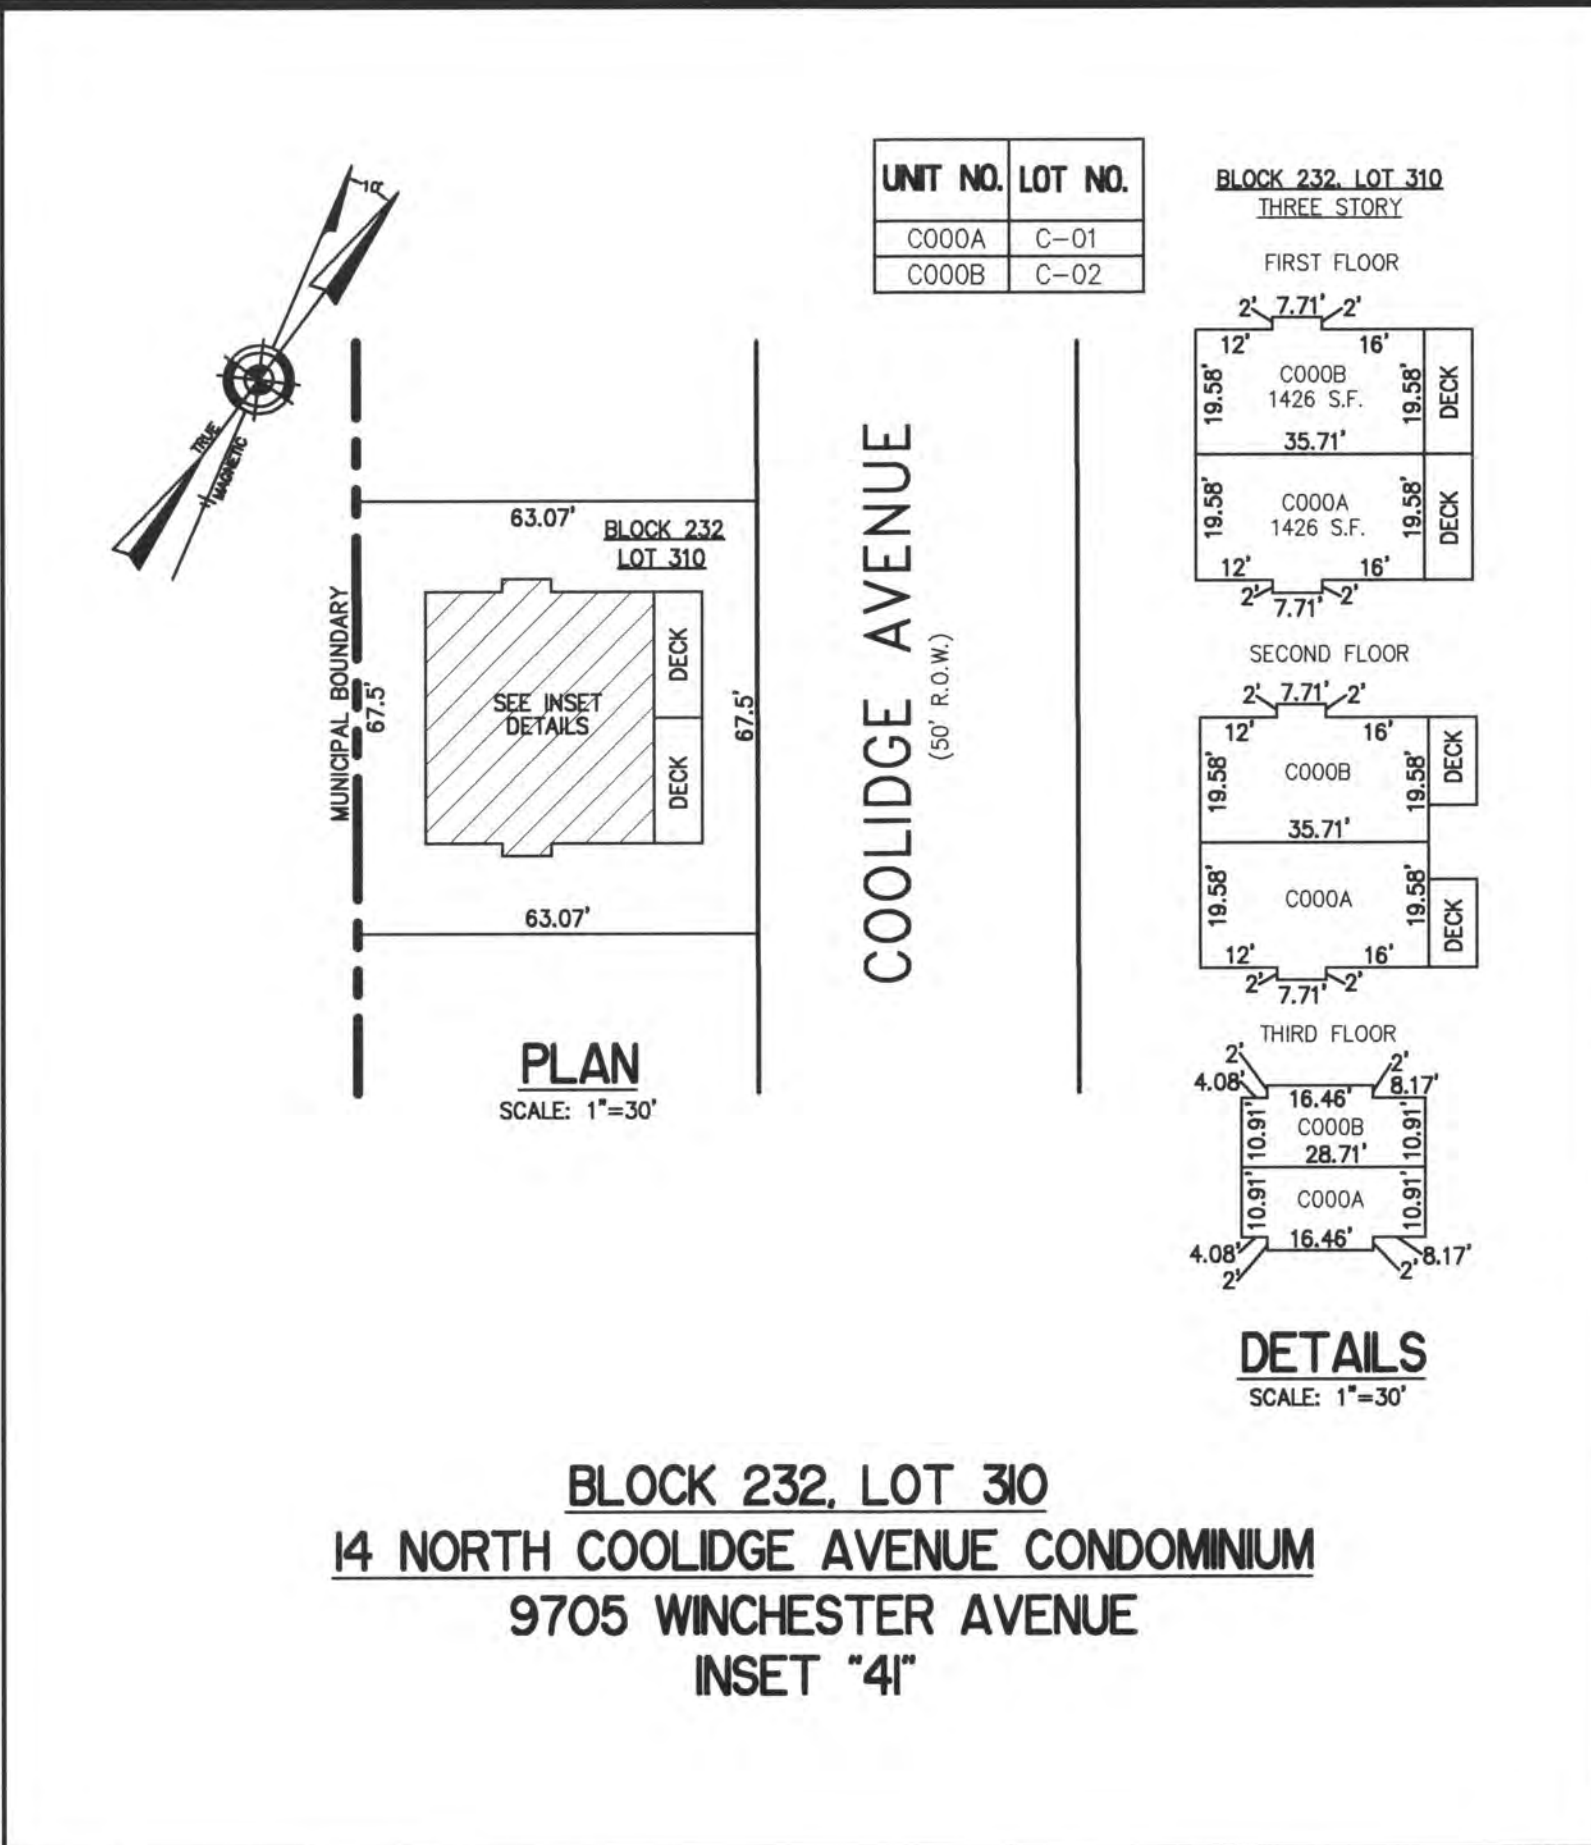 UNIT NO. LOT NO.
C000A C-01
C000B C-02
TRUE
MAGNETIC
MUNICIPAL BOUNDARY
63.07'
BLOCK 232
LOT 310
67.5'
SEE INSET
DETAILS
DECK
DECK
67.5'
63.07'
COOLIDGE AVENUE
(50' R.O.W.)
PLAN
SCALE: 1"=30'
BLOCK 232, LOT 310
THREE STORY
FIRST FLOOR
2' 7.71' 2'
12' 16'
19.58' C000B 19.58' DECK
1426 S.F.
35.71'
19.58' C000A 19.58' DECK
1426 S.F.
12' 16'
2' 7.71' 2'
SECOND FLOOR
2' 7.71' 2'
12' 16'
19.58' C000B 19.58' DECK
35.71'
19.58' C000A 19.58' DECK
12' 16'
2' 7.71' 2'
THIRD FLOOR
2' 2'
4.08' 16.46' 8.17'
10.91' C000B 10.91'
28.71'
10.91' C000A 10.91'
4.08' 16.46' 8.17'
2' 2'
DETAILS
SCALE: 1"=30'
BLOCK 232, LOT 310
14 NORTH COOLIDGE AVENUE CONDOMINIUM
9705 WINCHESTER AVENUE
INSET "41"